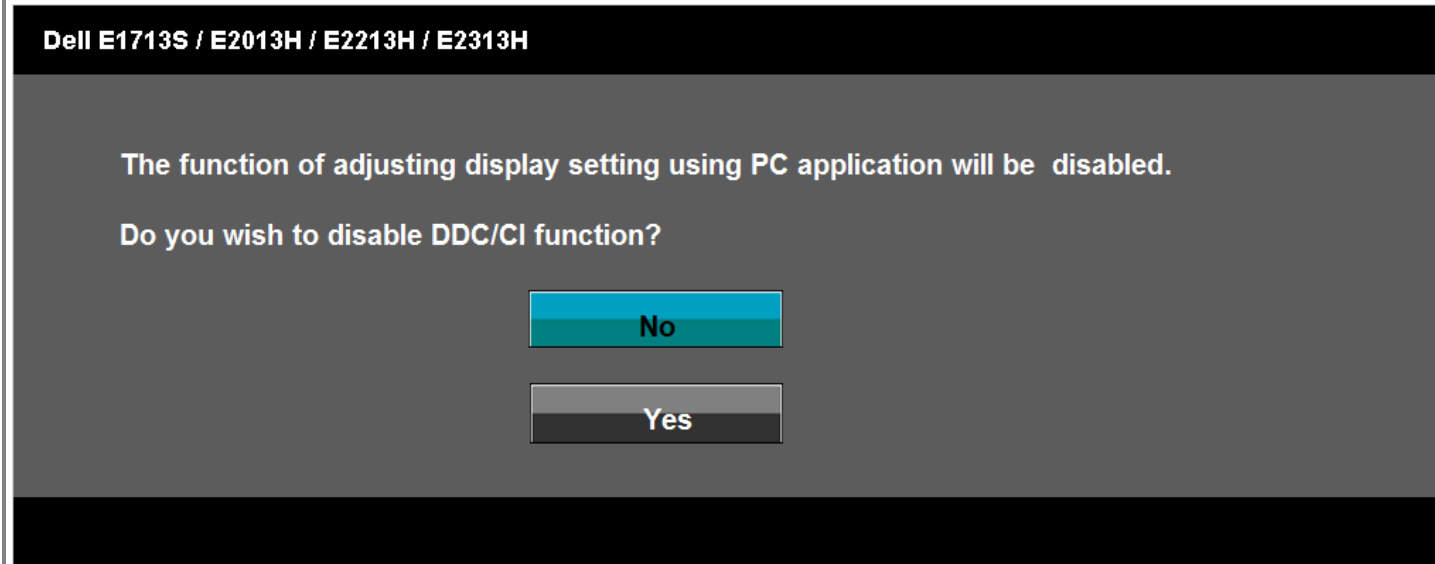 Dell E1713S / E2013H / E2213H / E2313H
The function of adjusting display setting using PC application will be  disabled.
Do you wish to disable DDC/CI function?
No
Yes